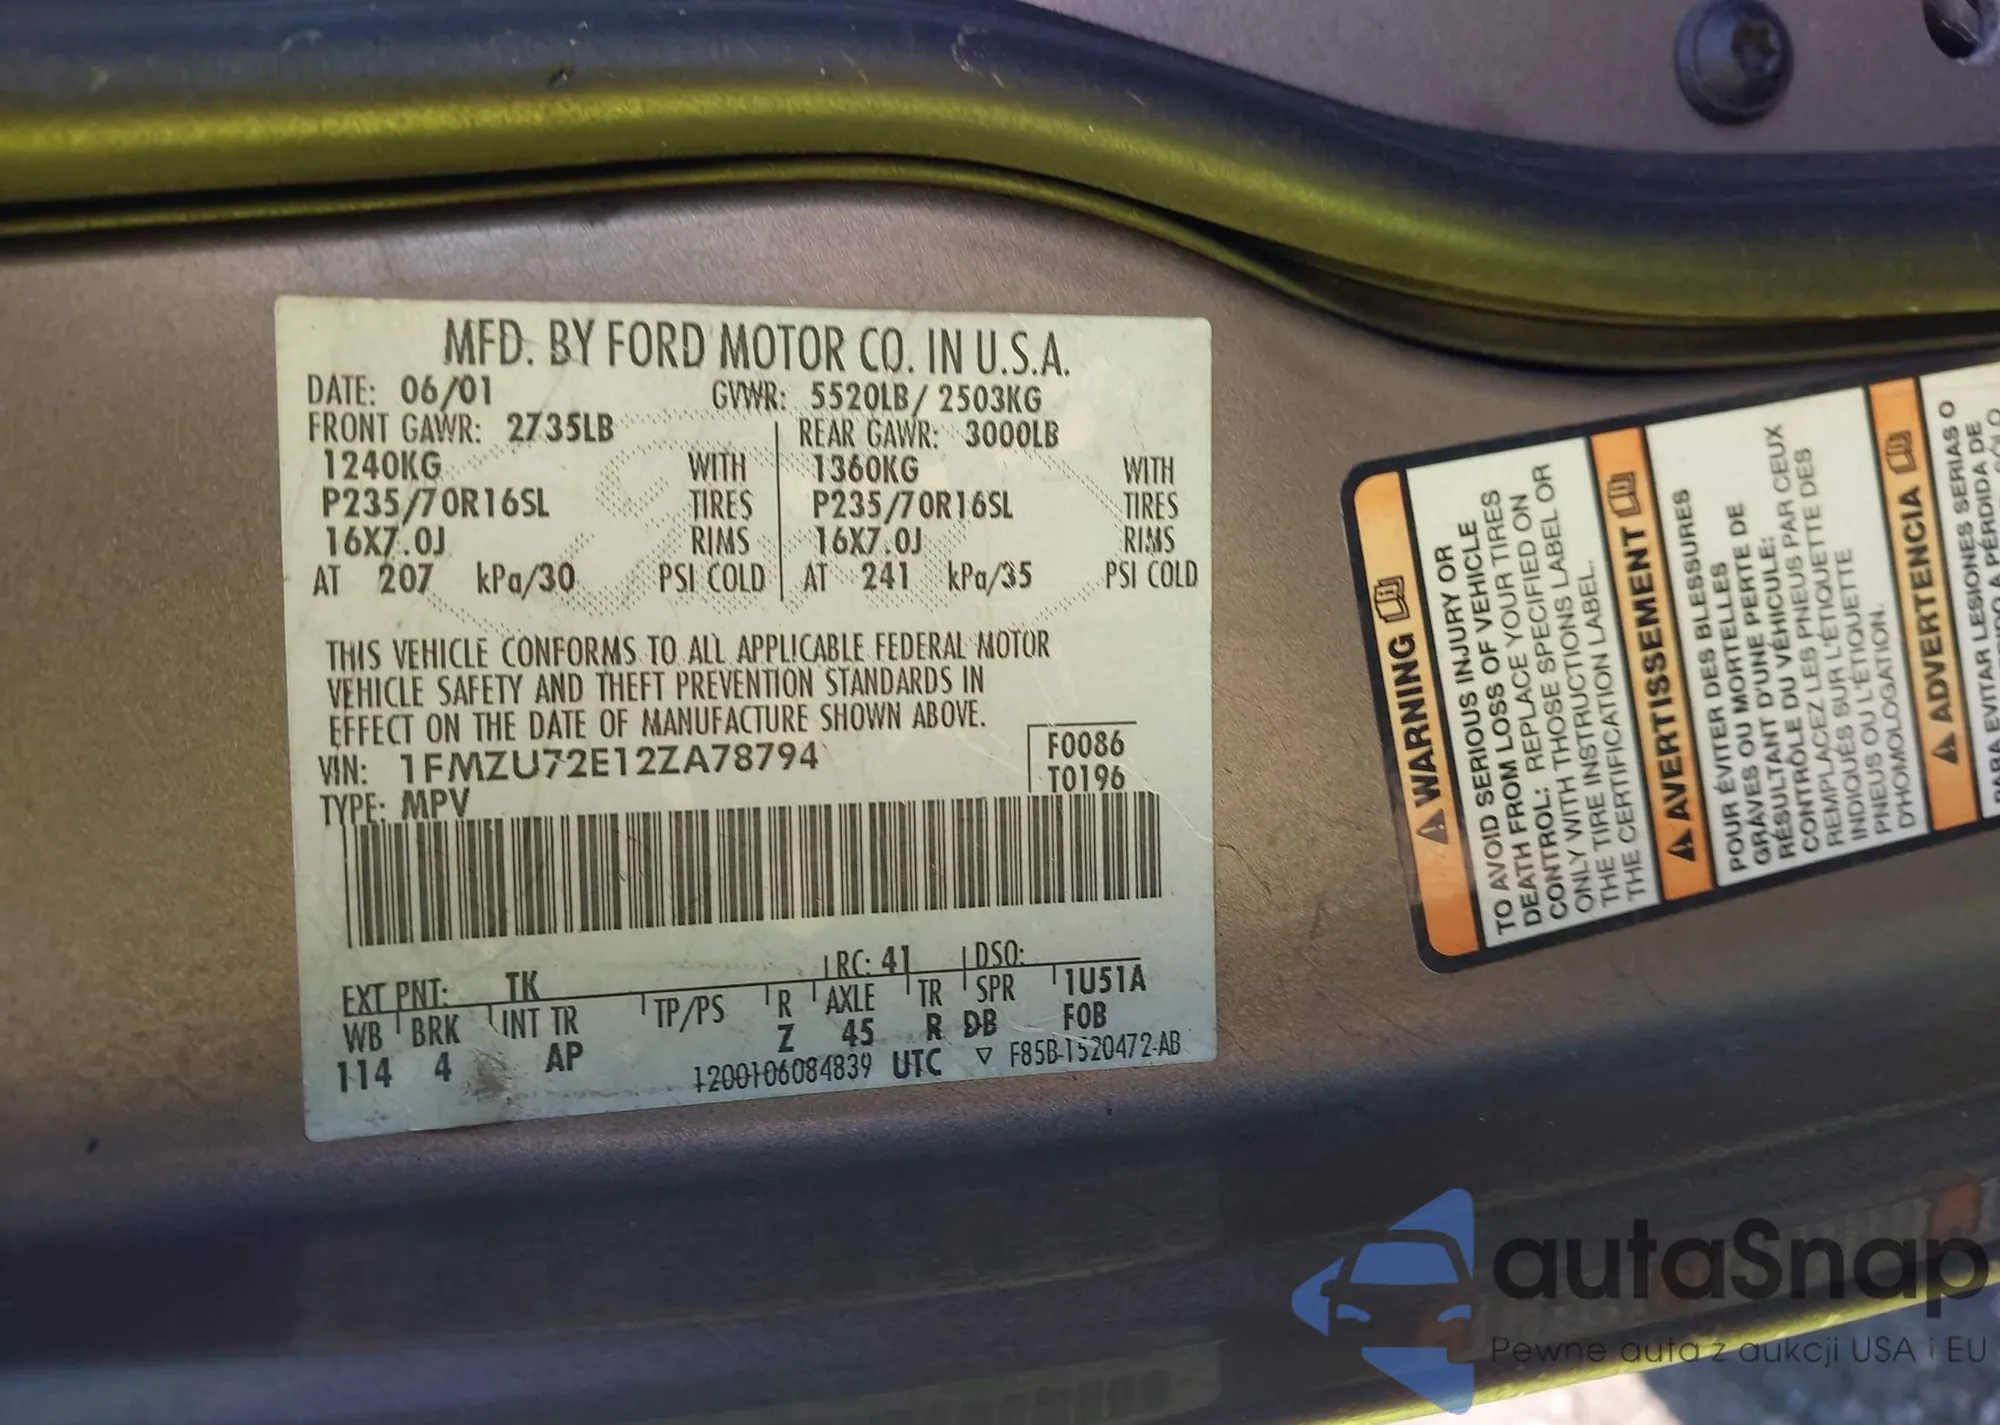 MFD. BY FORD MOTOR CO. IN U.S.A.
DATE: 06/01 GVWR: 5520LB/ 2503KG
FRONT GAWR: 2735LB REAR GAWR: 3000LB
1240KG WITH 1360KG WITH
P235/70R16SL TIRES P235/70R16SL TIRES
16X7.0J RIMS 16X7.0J RIMS
AT 207 kPa/30 PSI COLD AT 241 kPa/35 PSI COLD
THIS VEHICLE CONFORMS TO ALL APPLICABLE FEDERAL MOTOR
VEHICLE SAFETY AND THEFT PREVENTION STANDARDS IN
EFFECT ON THE DATE OF MANUFACTURE SHOWN ABOVE.
VIN: 1FMZU72E12ZA78794 F0086
TYPE: MPV T0196
EXT PNT: TK RC: 41 DSO:
WB BRK INT TR TP/PS R AXLE TR SPR 1U51A
114 4 AP Z 45 R DB FOB
1200106084839 UTC ▽ F85B-1520472-AB
⚠ WARNING
TO AVOID SERIOUS INJURY OR
DEATH FROM LOSS OF VEHICLE
CONTROL: REPLACE YOUR TIRES
ONLY WITH THOSE SPECIFIED ON
THE TIRE INSTRUCTIONS LABEL OR
THE CERTIFICATION LABEL.
⚠ AVERTISSEMENT
POUR ÉVITER DES BLESSURES
GRAVES OU MORTELLES
RÉSULTANT D'UNE PERTE DE
CONTRÔLE DU VÉHICULE:
REMPLACEZ LES PNEUS PAR CEUX
INDIQUÉS SUR L'ÉTIQUETTE DES
PNEUS OU L'ÉTIQUETTE
D'HOMOLOGATION.
⚠ ADVERTENCIA
PARA EVITAR LESIONES SERIAS O
A PÉRDIDA DE
SÓLO
autaSnap
Pewne auta z aukcji USA i EU